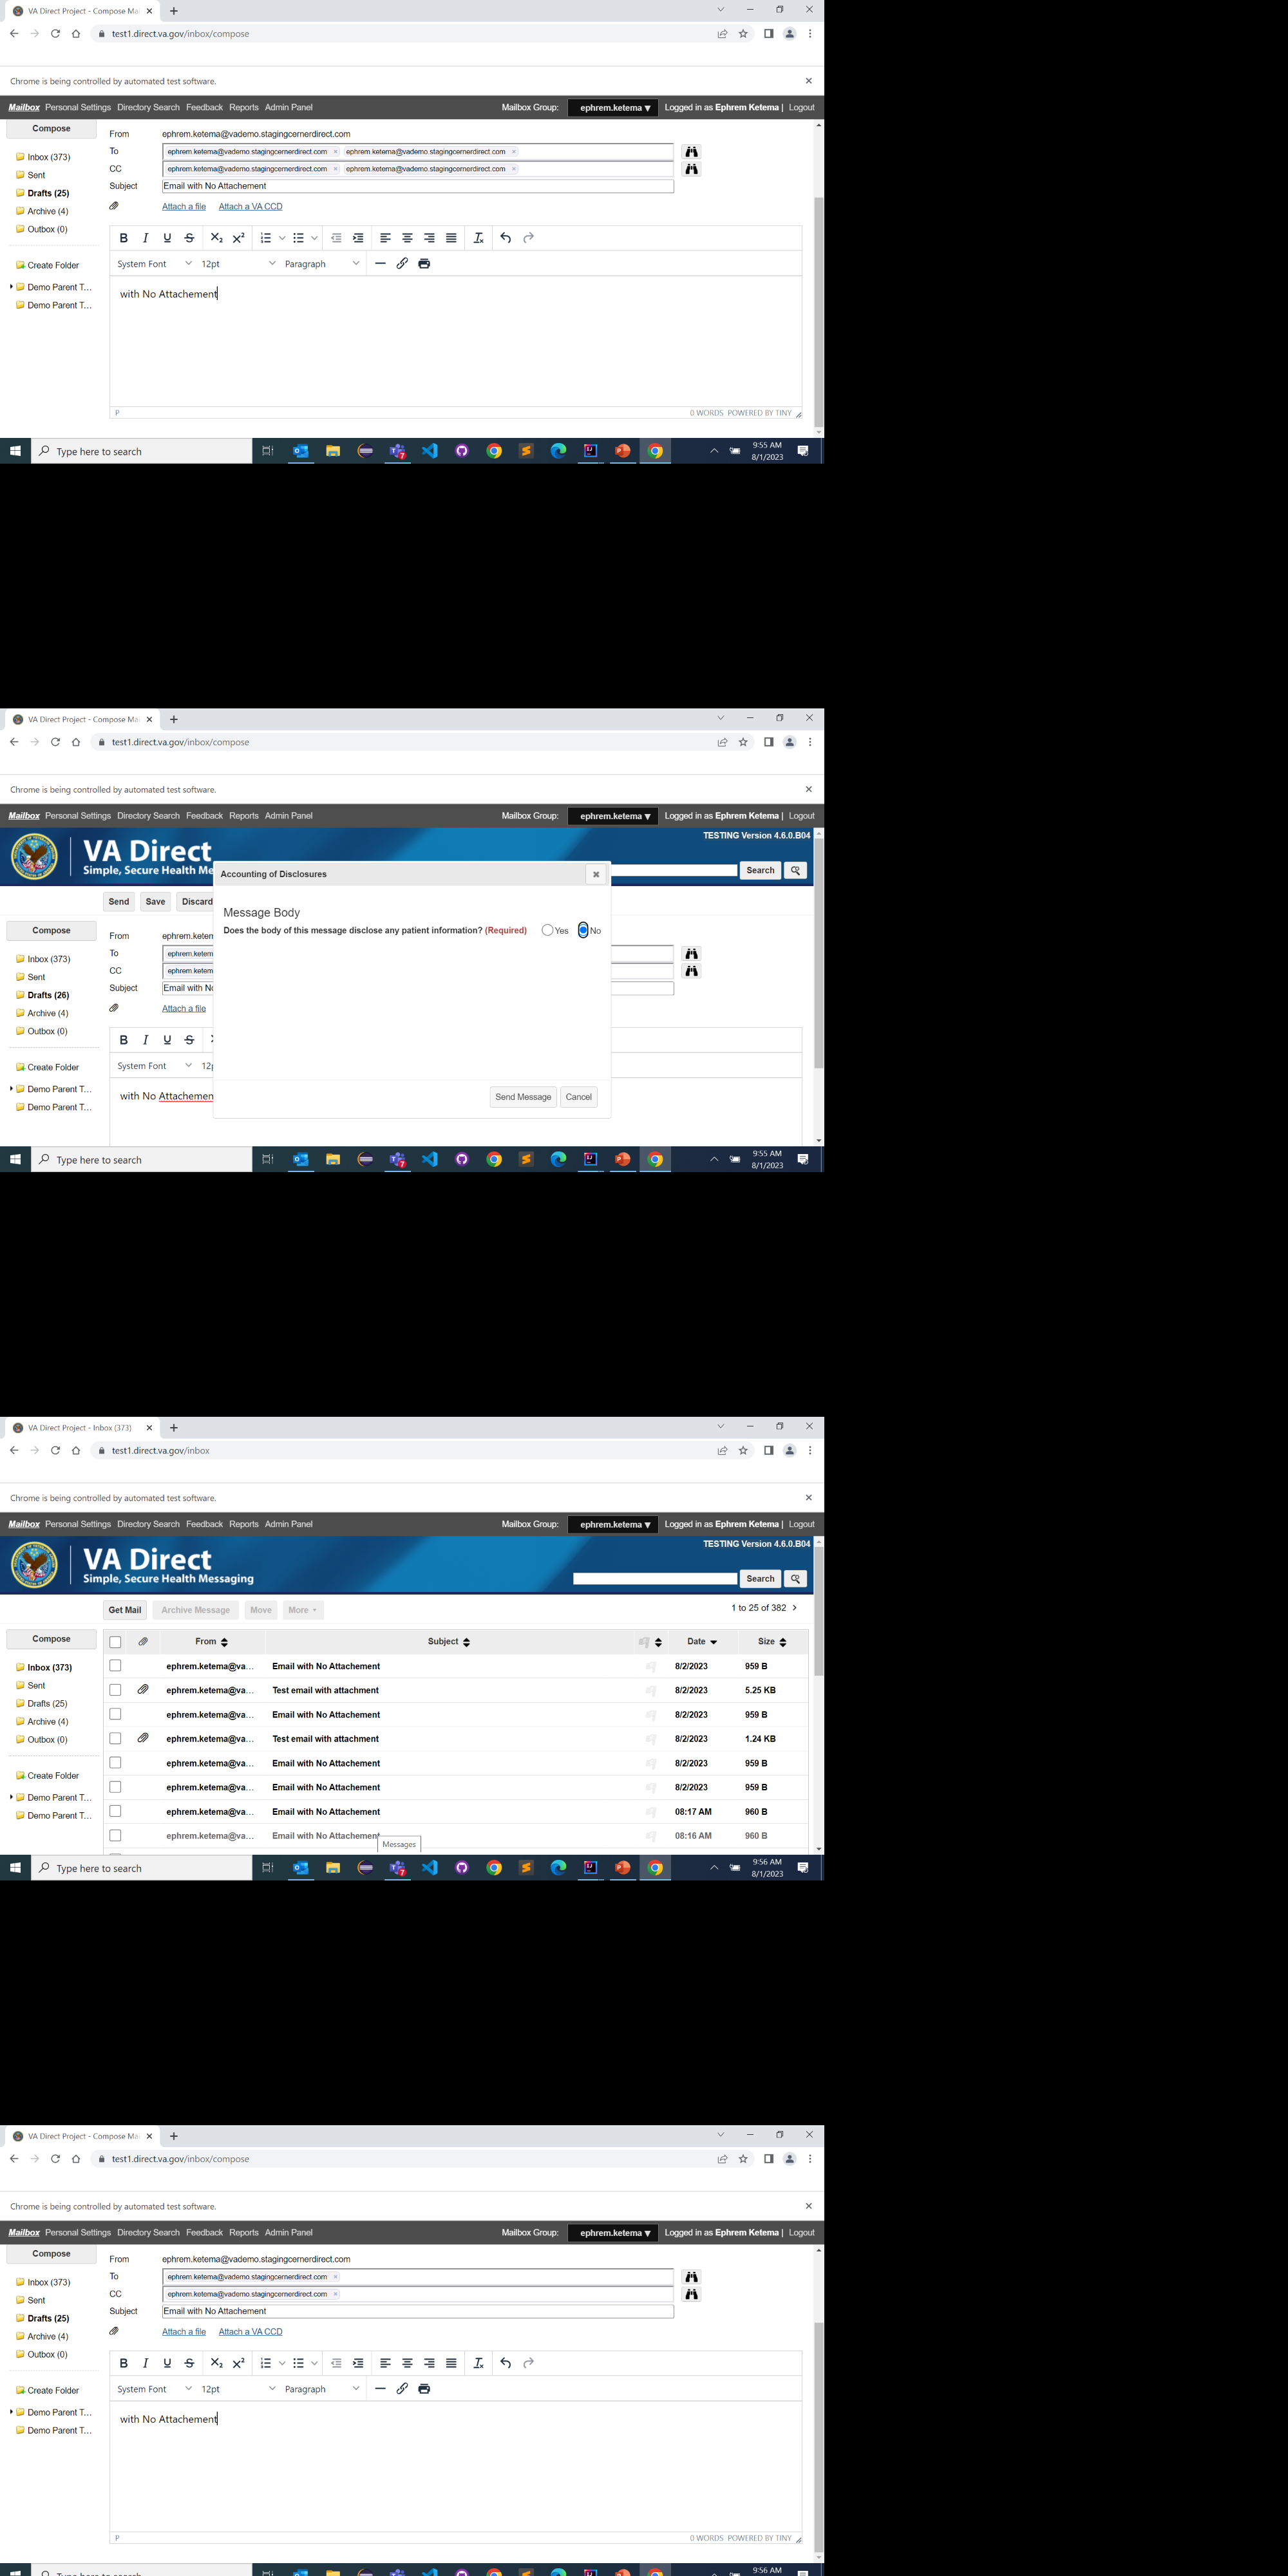 VA Direct Project - Compose Ma
test1.direct.va.gov/inbox/compose
Chrome is being controlled by automated test software.
Mailbox Personal Settings Directory Search Feedback Reports Admin Panel Mailbox Group: ephrem.ketema Logged in as Ephrem Ketema | Logout
Compose
From ephrem.ketema@vademo.stagingcernerdirect.com
To ephrem.ketema@vademo.stagingcernerdirect.com × ephrem.ketema@vademo.stagingcernerdirect.com ×
CC ephrem.ketema@vademo.stagingcernerdirect.com × ephrem.ketema@vademo.stagingcernerdirect.com ×
Subject Email with No Attachement
Attach a file Attach a VA CCD
Inbox (373)
Sent
Drafts (25)
Archive (4)
Outbox (0)
Create Folder
Demo Parent T...
Demo Parent T...
System Font 12pt Paragraph
with No Attachement
P 0 WORDS POWERED BY TINY
Type here to search
9:55 AM
8/1/2023
VA Direct Project - Compose Ma
test1.direct.va.gov/inbox/compose
Chrome is being controlled by automated test software.
Mailbox Personal Settings Directory Search Feedback Reports Admin Panel Mailbox Group: ephrem.ketema Logged in as Ephrem Ketema | Logout
TESTING Version 4.6.0.B04
VA Direct
Simple, Secure Health Me
Search
Send Save Discard
Compose
Inbox (373)
Sent
Drafts (26)
Archive (4)
Outbox (0)
Create Folder
Demo Parent T...
Demo Parent T...
From ephrem.keten
To ephrem.ketem
CC ephrem.ketem
Subject Email with No
Attach a file
System Font 12p
with No Attachemen
Accounting of Disclosures
Message Body
Does the body of this message disclose any patient information? (Required) Yes No
Send Message Cancel
Type here to search
9:55 AM
8/1/2023
VA Direct Project - Inbox (373)
test1.direct.va.gov/inbox
Chrome is being controlled by automated test software.
Mailbox Personal Settings Directory Search Feedback Reports Admin Panel Mailbox Group: ephrem.ketema Logged in as Ephrem Ketema | Logout
TESTING Version 4.6.0.B04
VA Direct
Simple, Secure Health Messaging
Search
Get Mail Archive Message Move More 1 to 25 of 382
Compose
Inbox (373)
Sent
Drafts (25)
Archive (4)
Outbox (0)
Create Folder
Demo Parent T...
Demo Parent T...
From Subject Date Size
ephrem.ketema@va... Email with No Attachement 8/2/2023 959 B
ephrem.ketema@va... Test email with attachment 8/2/2023 5.25 KB
ephrem.ketema@va... Email with No Attachement 8/2/2023 959 B
ephrem.ketema@va... Test email with attachment 8/2/2023 1.24 KB
ephrem.ketema@va... Email with No Attachement 8/2/2023 959 B
ephrem.ketema@va... Email with No Attachement 8/2/2023 959 B
ephrem.ketema@va... Email with No Attachement 08:17 AM 960 B
ephrem.ketema@va... Email with No Attachement 08:16 AM 960 B
Messages
Type here to search
9:56 AM
8/1/2023
VA Direct Project - Compose Ma
test1.direct.va.gov/inbox/compose
Chrome is being controlled by automated test software.
Mailbox Personal Settings Directory Search Feedback Reports Admin Panel Mailbox Group: ephrem.ketema Logged in as Ephrem Ketema | Logout
Compose
From ephrem.ketema@vademo.stagingcernerdirect.com
To ephrem.ketema@vademo.stagingcernerdirect.com ×
CC ephrem.ketema@vademo.stagingcernerdirect.com ×
Subject Email with No Attachement
Attach a file Attach a VA CCD
Inbox (373)
Sent
Drafts (25)
Archive (4)
Outbox (0)
Create Folder
Demo Parent T...
Demo Parent T...
System Font 12pt Paragraph
with No Attachement
P 0 WORDS POWERED BY TINY
Type here to search
9:56 AM